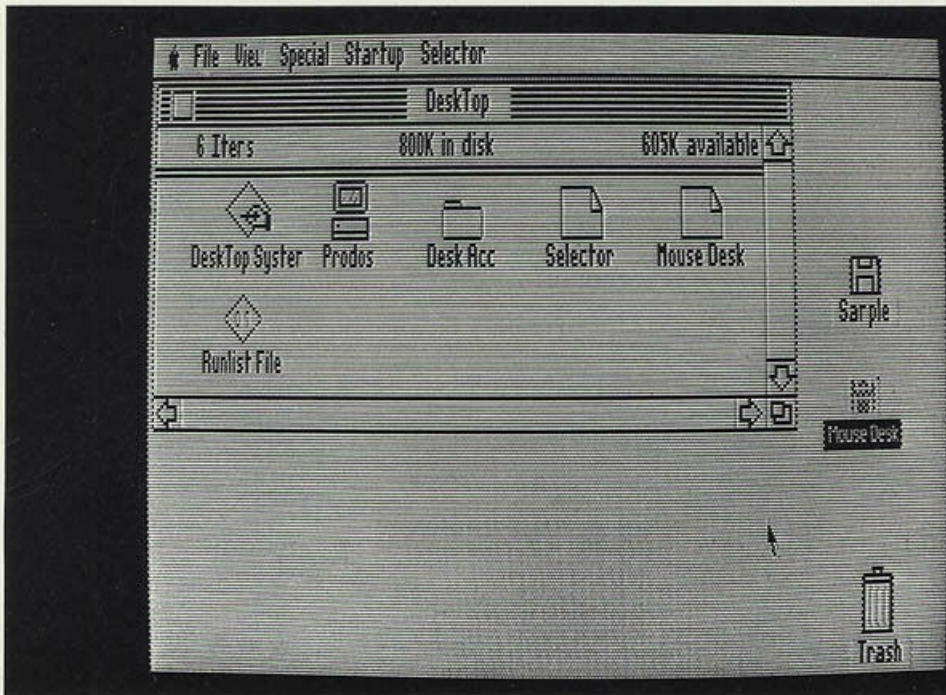 File View Special Startup Selector
DeskTop
6 Items 800K in disk 605K available
DeskTop System Prodos Desk Acc Selector Mouse Desk
Sample
Runlist File
Mouse Desk
Trash